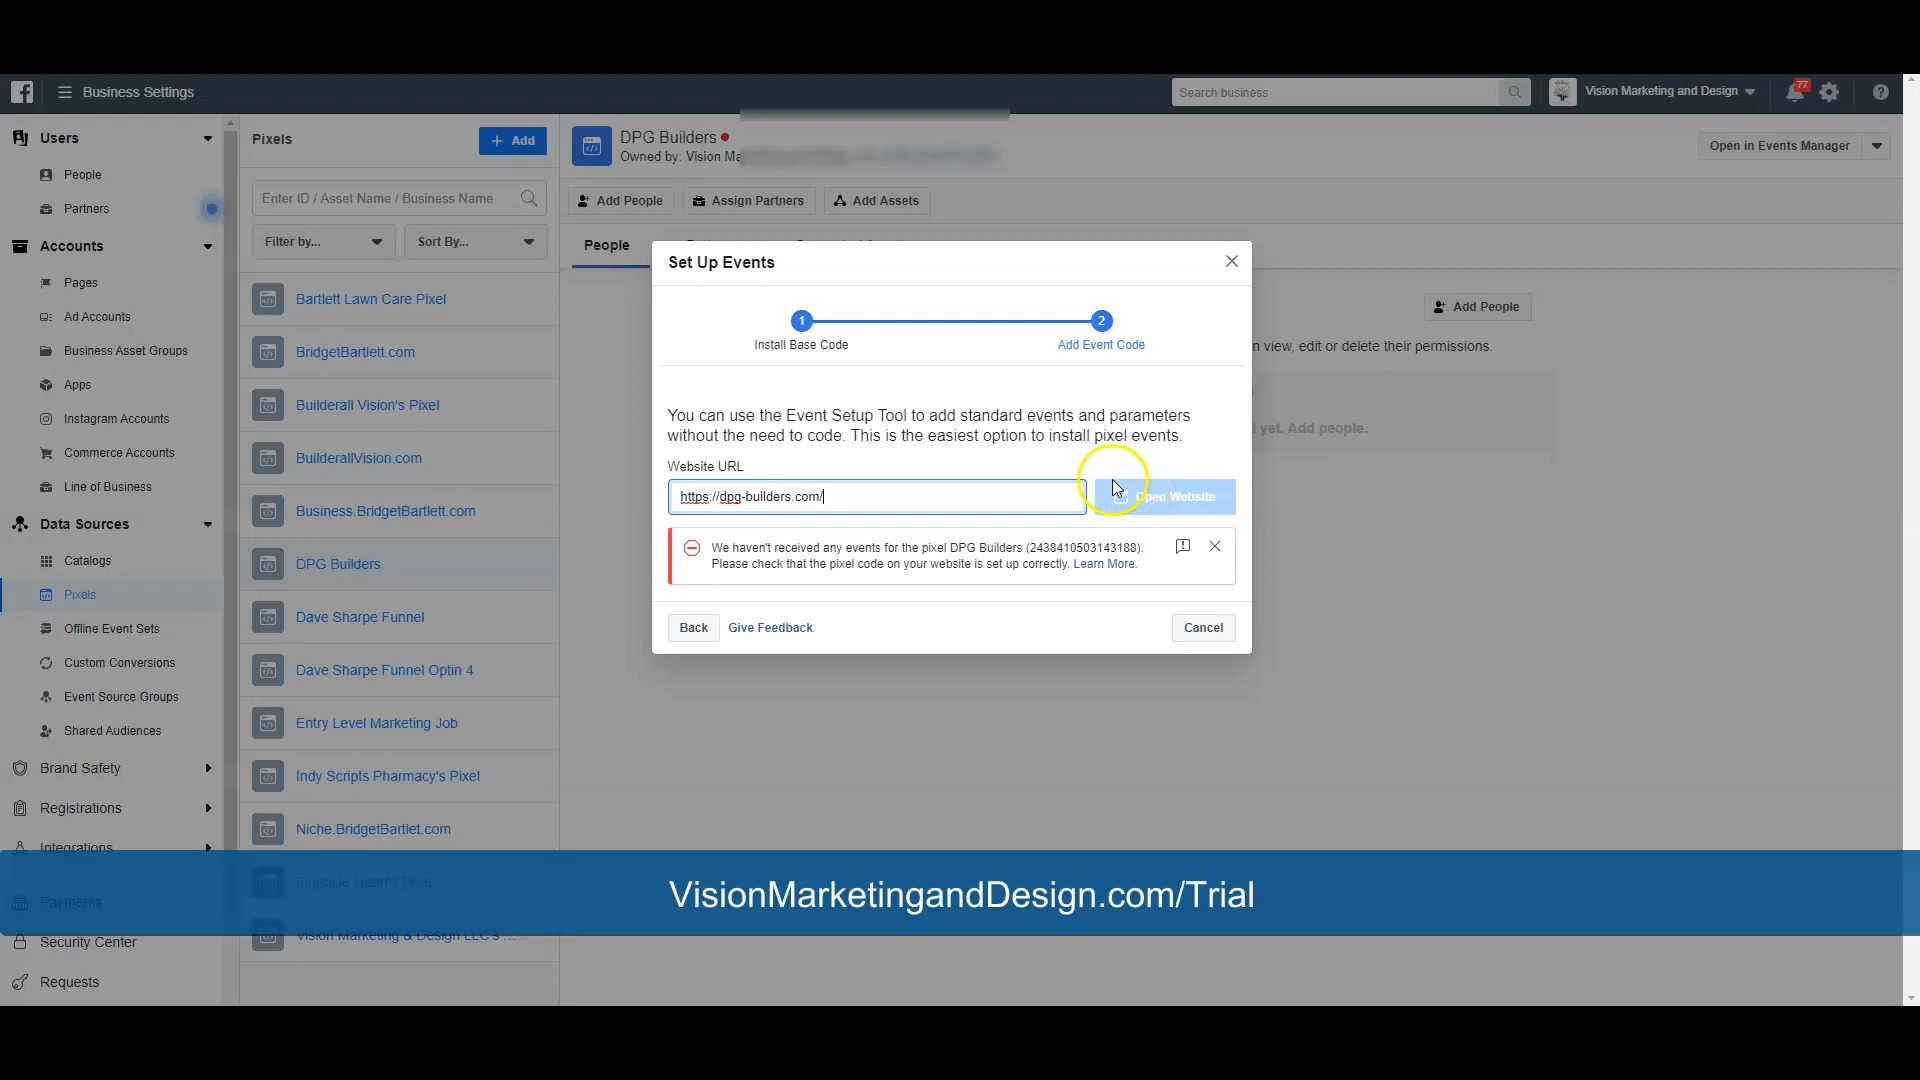 Business Settings
Search business
Vision Marketing and Design
77
Users
People
Partners
Accounts
Pages
Ad Accounts
Business Asset Groups
Apps
Instagram Accounts
Commerce Accounts
Line of Business
Data Sources
Catalogs
Pixels
Offline Event Sets
Custom Conversions
Event Source Groups
Shared Audiences
Brand Safety
Registrations
Integrations
Payments
Security Center
Requests
Pixels
+ Add
Enter ID / Asset Name / Business Name
Filter by...
Sort By...
Bartlett Lawn Care Pixel
BridgetBartlett.com
Builderall Vision's Pixel
BuilderallVision.com
Business.BridgetBartlett.com
DPG Builders
Dave Sharpe Funnel
Dave Sharpe Funnel Optin 4
Entry Level Marketing Job
Indy Scripts Pharmacy's Pixel
Niche.BridgetBartlet.com
Vision Marketing & Design LLC's ...
DPG Builders
Owned by: Vision Ma
Open in Events Manager
Add People
Assign Partners
Add Assets
People
Add People
n view, edit or delete their permissions.
d yet. Add people.
Set Up Events
1
2
Install Base Code
Add Event Code
You can use the Event Setup Tool to add standard events and parameters
without the need to code. This is the easiest option to install pixel events.
Website URL
https://dpg-builders.com/
Open Website
We haven't received any events for the pixel DPG Builders (2438410503143188).
Please check that the pixel code on your website is set up correctly. Learn More.
Back
Give Feedback
Cancel
VisionMarketingandDesign.com/Trial